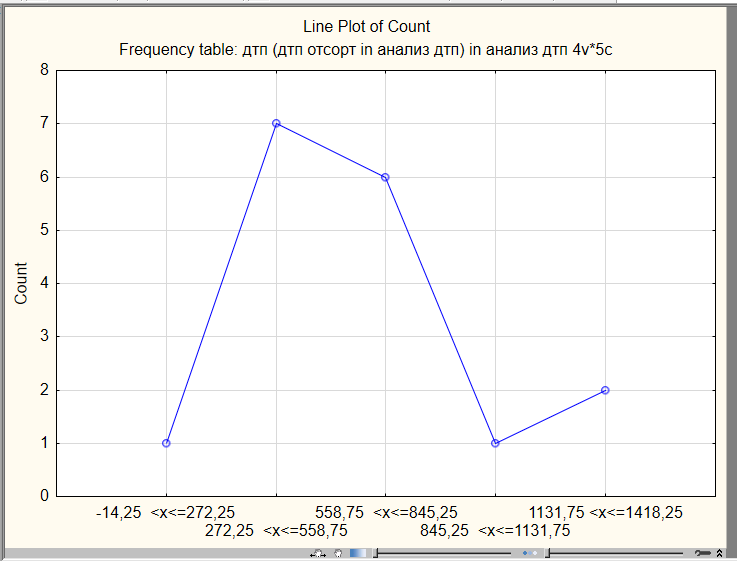 Line Plot of Count
Frequency table: дтп (дтп отсорт in анализ дтп) in анализ дтп 4v*5c
8
7
6
5
4
3
2
1
0
Count
-14,25 <x<=272,25 558,75 <x<=845,25 1131,75 <x<=1418,25
272,25 <x<=558,75 845,25 <x<=1131,75